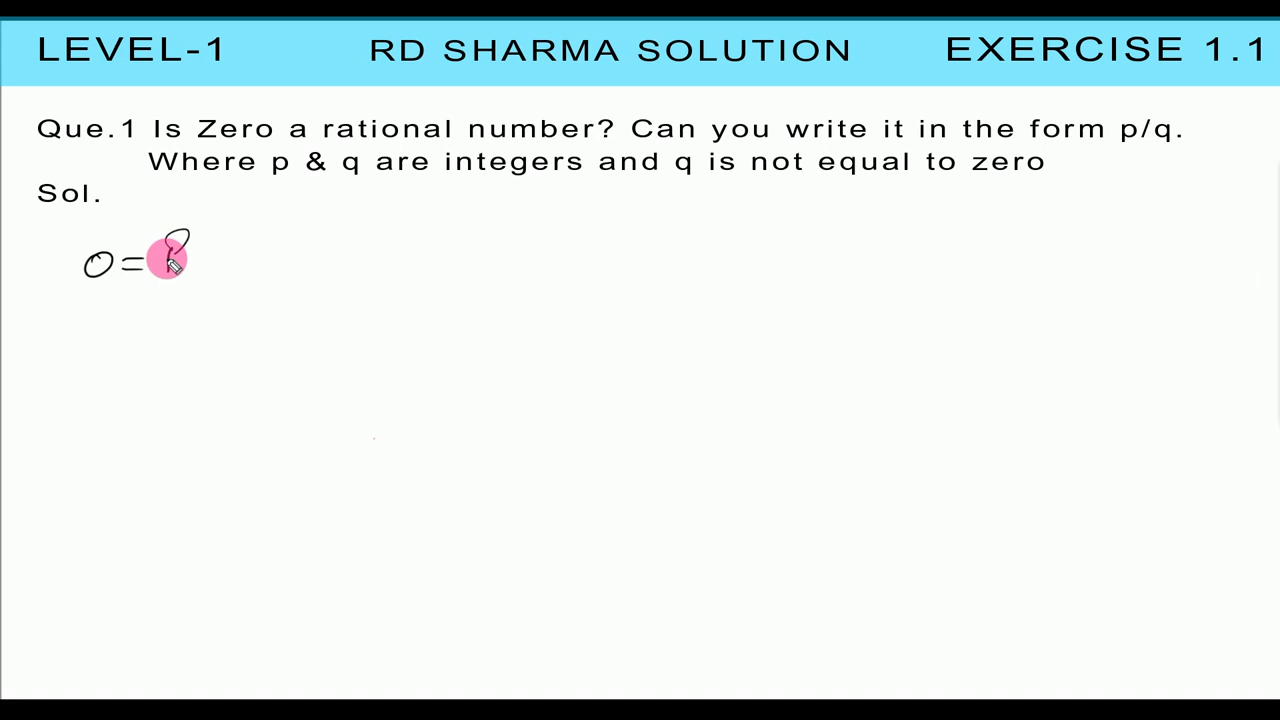 LEVEL-1 RD SHARMA SOLUTION EXERCISE 1.1
Que.1 Is Zero a rational number? Can you write it in the form p/q.
Where p & q are integers and q is not equal to zero
Sol.
0 =